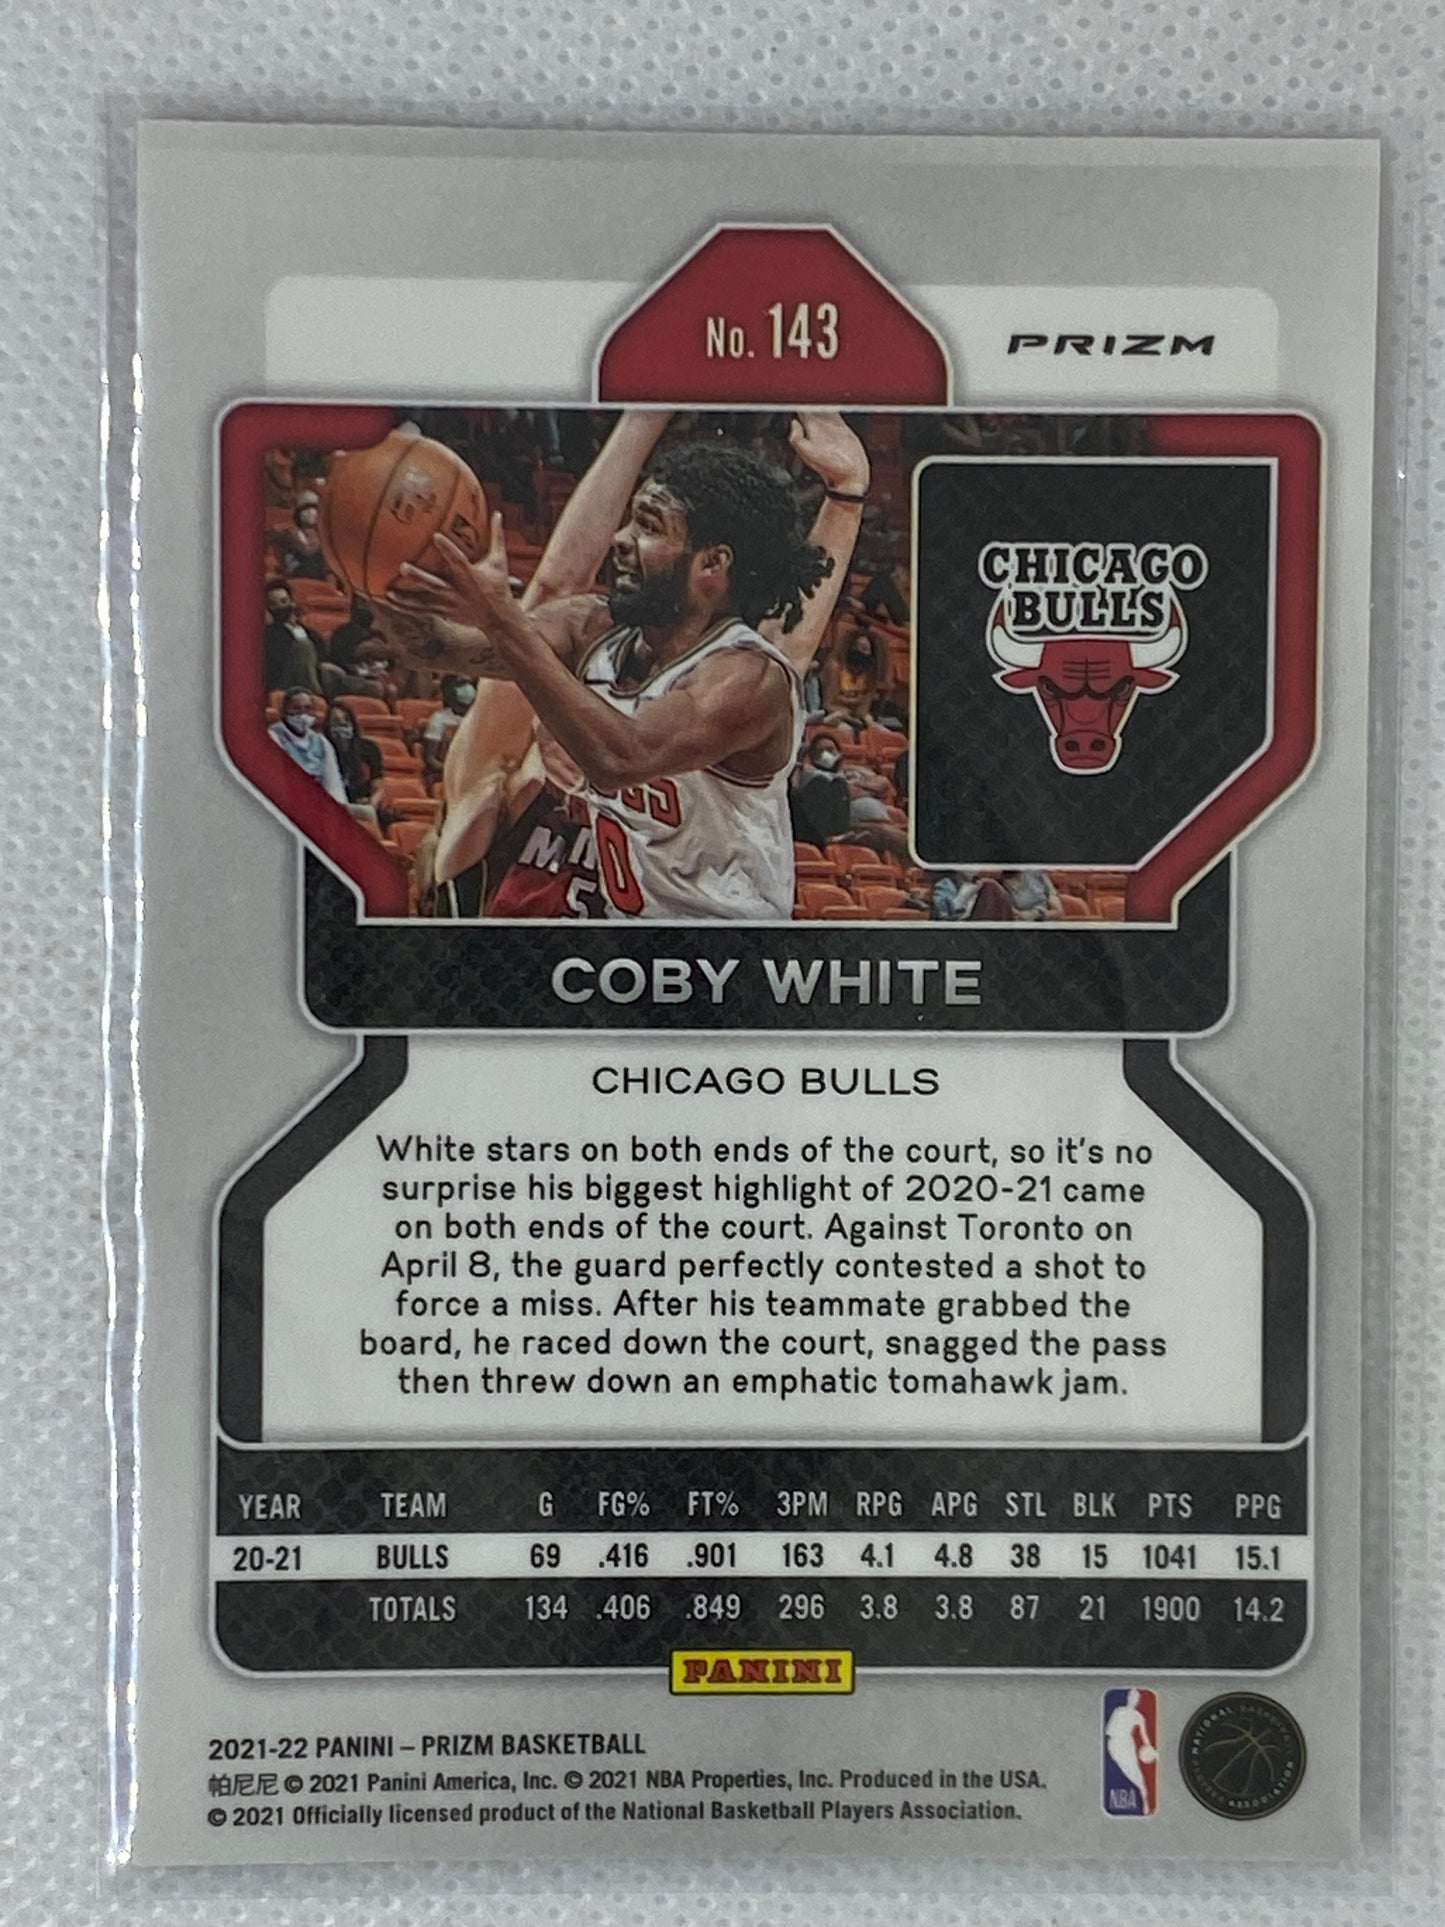 No. 143
PRIZM
CHICAGO
BULLS
0
5
COBY WHITE
CHICAGO BULLS
White stars on both ends of the court, so it's no
surprise his biggest highlight of 2020-21 came
on both ends of the court. Against Toronto on
April 8, the guard perfectly contested a shot to
force a miss. After his teammate grabbed the
board, he raced down the court, snagged the pass
then threw down an emphatic tomahawk jam.
YEAR TEAM G FG% FT% 3PM RPG APG STL BLK PTS PPG
20-21 BULLS 69 .416 .901 163 4.1 4.8 38 15 1041 15.1
TOTALS 134 .406 .849 296 3.8 3.8 87 21 1900 14.2
PANINI
2021-22 PANINI – PRIZM BASKETBALL
帕尼尼 © 2021 Panini America, Inc. © 2021 NBA Properties, Inc. Produced in the USA.
© 2021 Officially licensed product of the National Basketball Players Association.
NBA
NATIONAL BASKETBALL PLAYERS ASSOCIATION